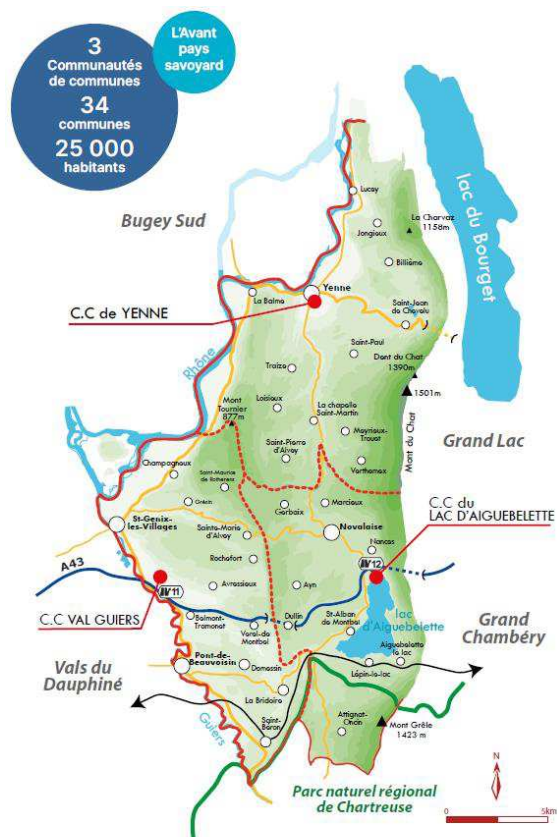 3
Communautés
de communes
34
communes
25 000
habitants
L'Avant
pays
savoyard
Bugey Sud
lac du Bourget
Lucey
La Charvaz
1158m
Jongieux
Billième
La Balme
Yenne
Saint-Jean
de Chevelu
C.C de YENNE
Rhône
Saint-Paul
Dent du Chat
1390m
Traize
1501m
Loisieux
Mont
Tournier
877m
La chapelle
Saint-Martin
Meyrieux-
Trouet
Mont du Chat
Grand Lac
Saint-Pierre
d'Alvey
Verthemex
Champagneux
Saint-Maurice
de Rotherens
C.C du
LAC D'AIGUEBELETTE
Grésin
Gerbaix
Marcieux
St-Genix
les-Villages
Sainte-Marie
d'Alvey
Novalaise
Nances
Rochefort
12
A43
Avressieux
Ayn
11
C.C VAL GUIERS
Belmont-
Tramonet
Dullin
St-Alban
de Montbel
lac
d'Aiguebelette
Grand
Chambéry
Verel-de
Montbel
Vals du
Dauphiné
Pont-de-
Beauvoisin
Domessin
Aiguebelette
le lac
Lépin-le-lac
La Bridoire
Guiers
Saint-
Béron
Attignat-
Oncin
Mont Grêle
1423 m
Parc naturel régional
de Chartreuse
N
0
5km